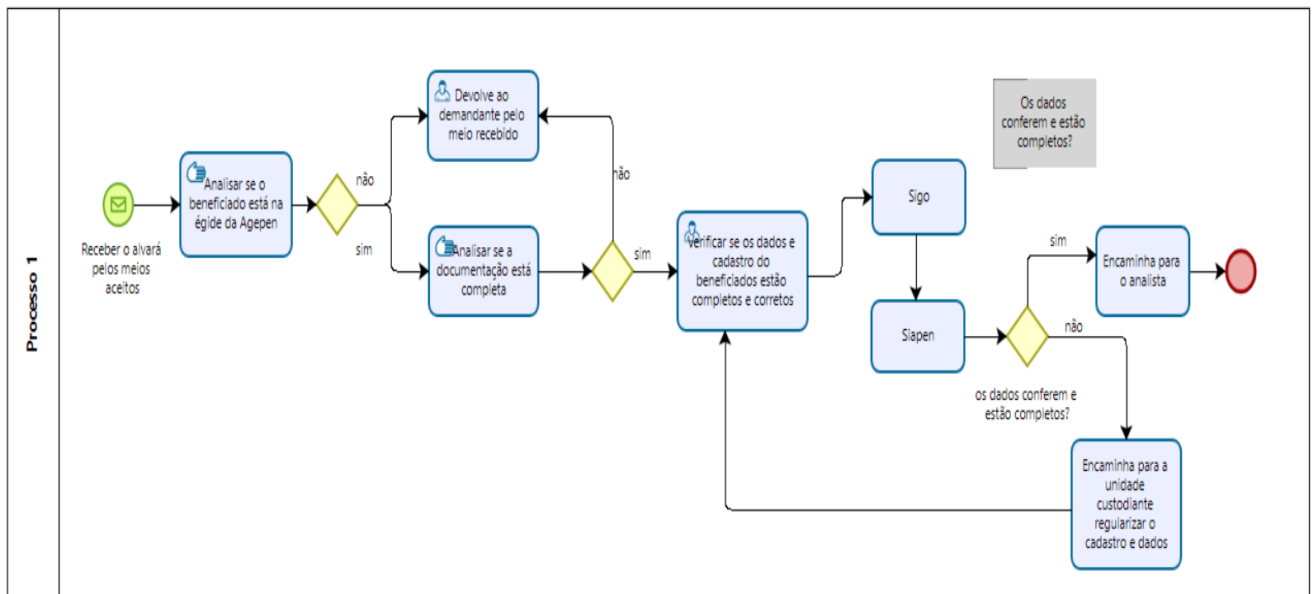 Processo 1
Receber o alvará
pelos meios
aceitos
Analisar se o
beneficiado está na
égide da Agepen
não
sim
Devolve ao
demandante pelo
meio recebido
Analisar se a
documentação está
completa
não
sim
Verificar se os dados e
cadastro do
beneficiados estão
completos e corretos
Sigo
Siapen
Os dados
conferem e estão
completos?
os dados conferem e
estão completos?
sim
não
Encaminha para
o analista
Encaminha para a
unidade
custodiante
regularizar o
cadastro e dados